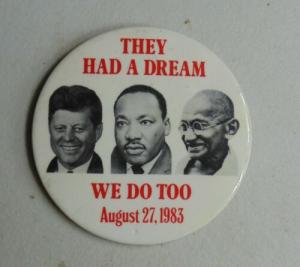 THEY
HAD A DREAM
WE DO TOO
August 27, 1983